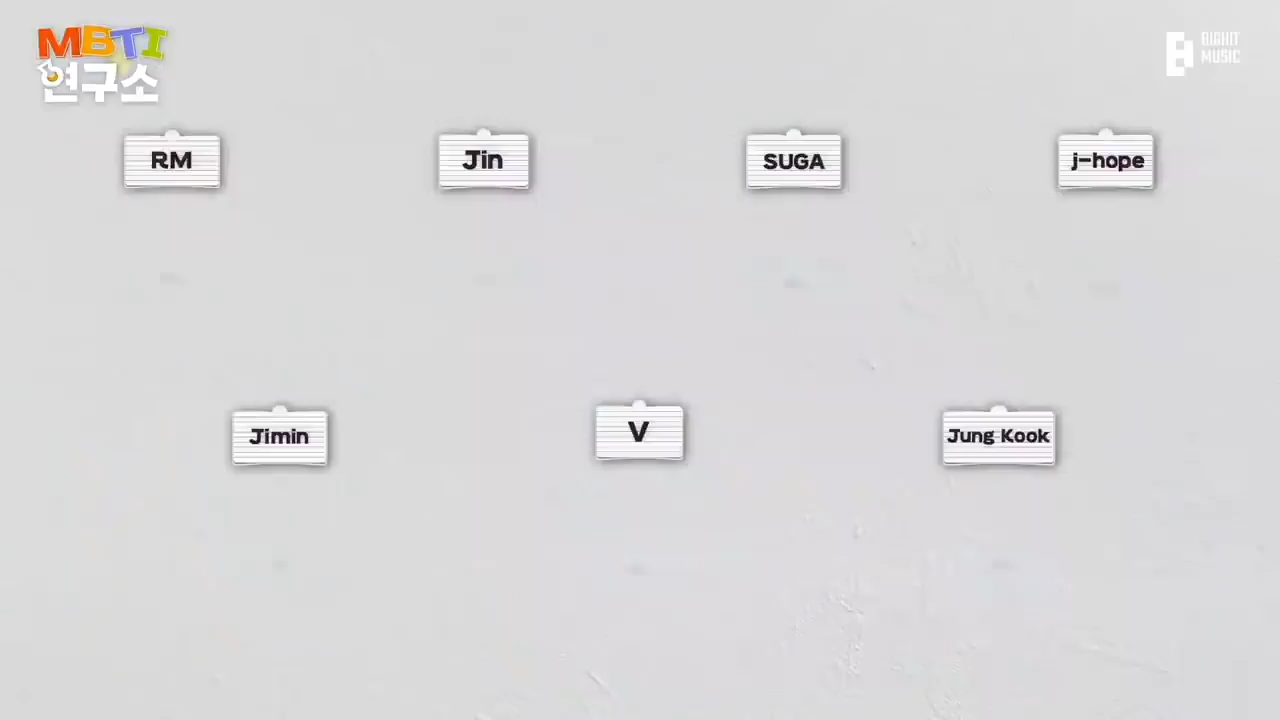 MBTI
연구소
BIGHIT
MUSIC
RM
Jin
SUGA
j-hope
Jimin
V
Jung Kook